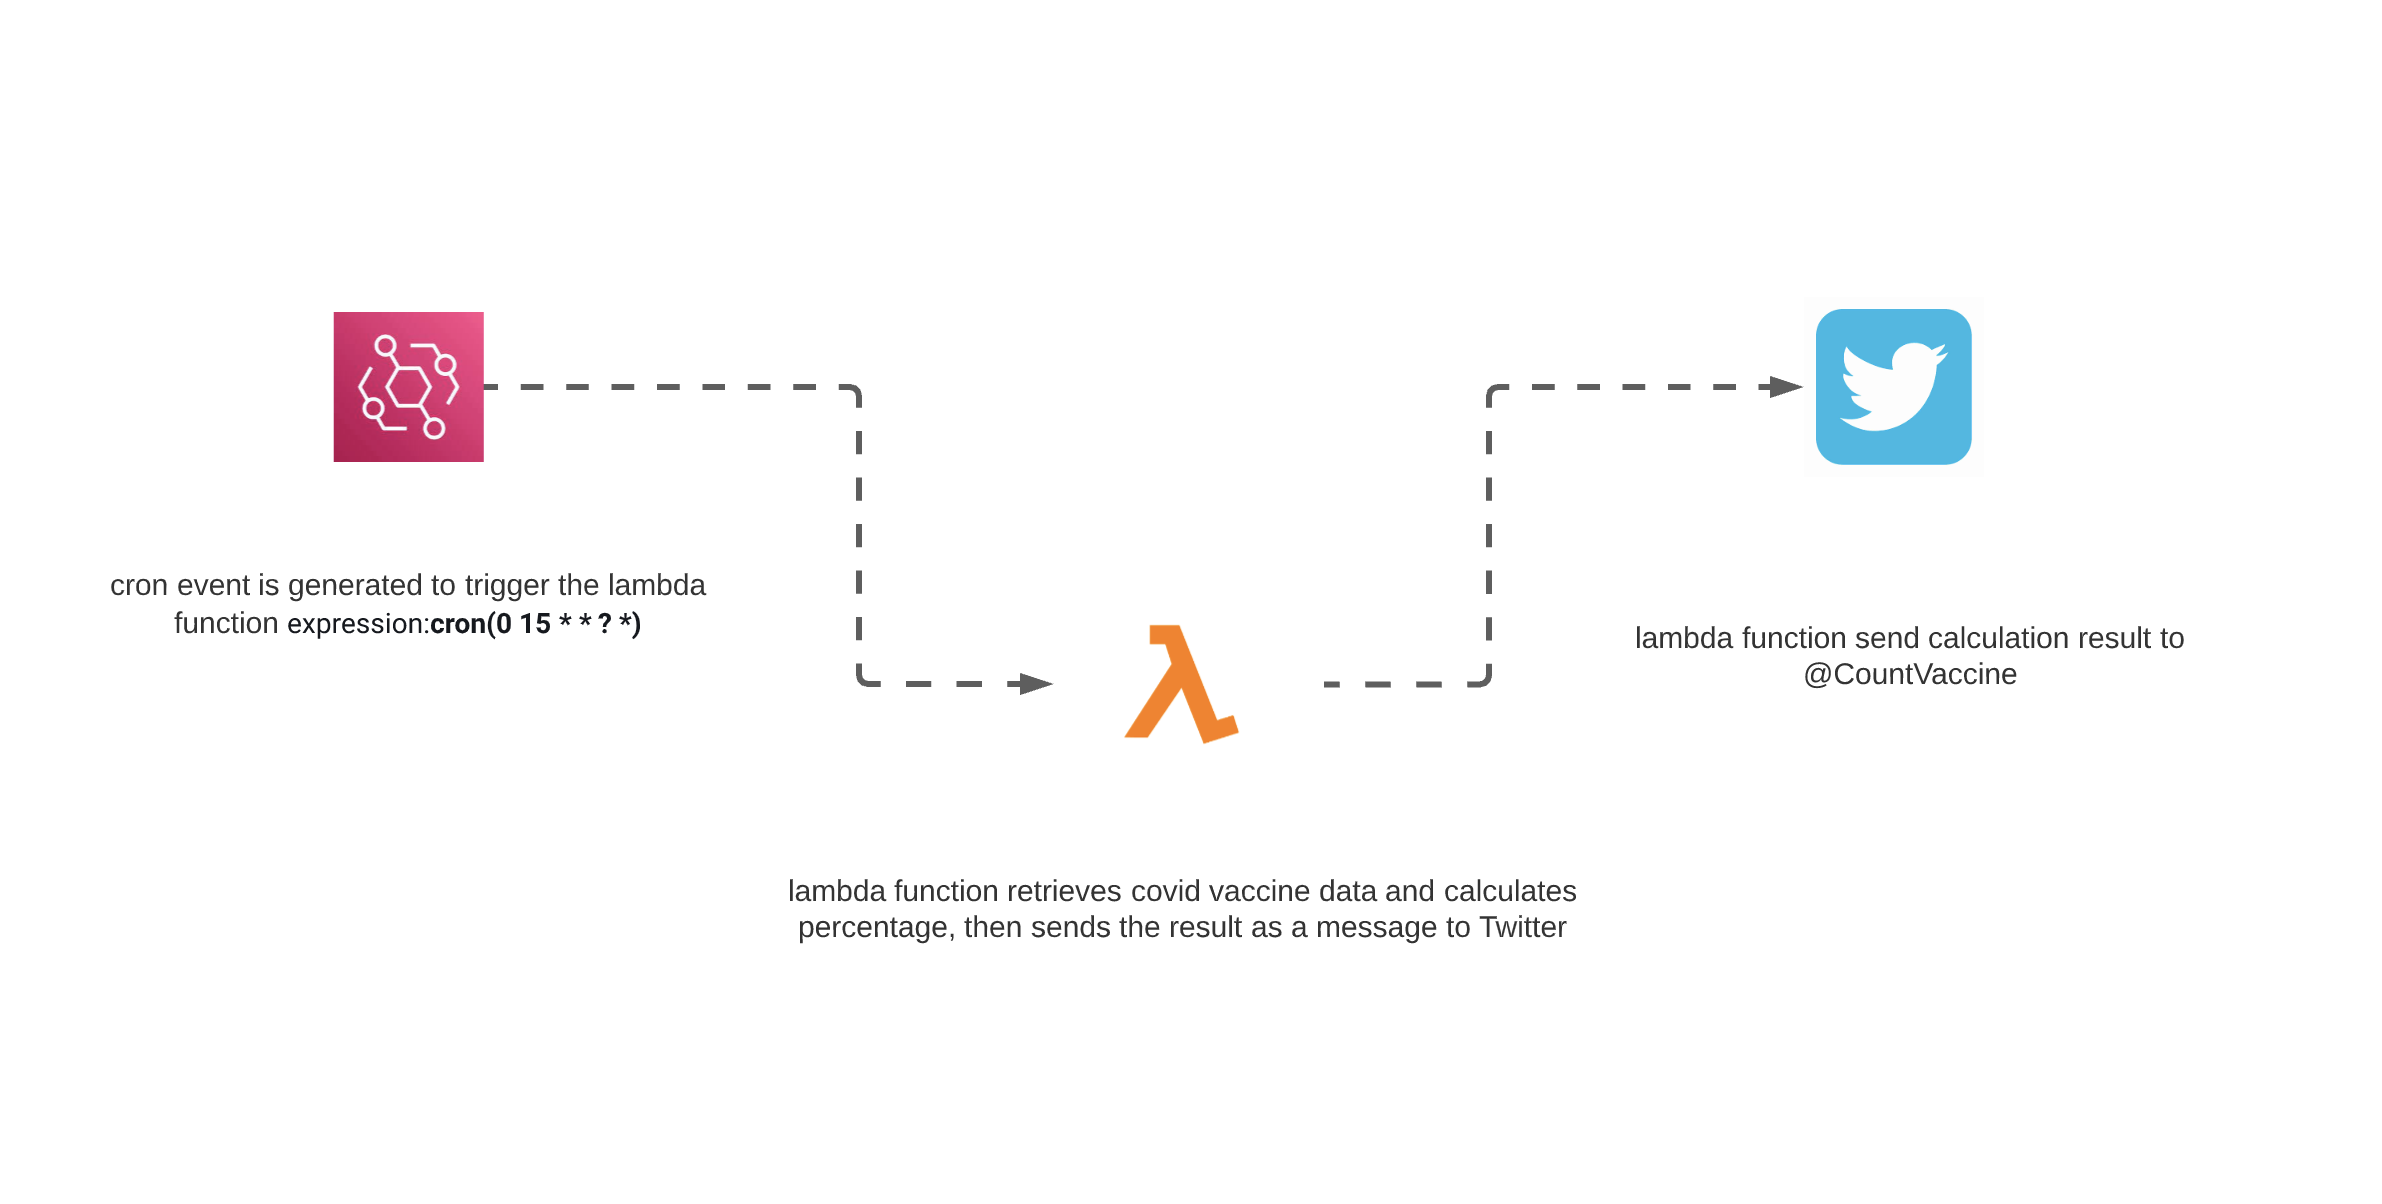 cron event is generated to trigger the lambda
function expression:cron(0 15 * * ? *)
lambda function retrieves covid vaccine data and calculates
percentage, then sends the result as a message to Twitter
lambda function send calculation result to
@CountVaccine